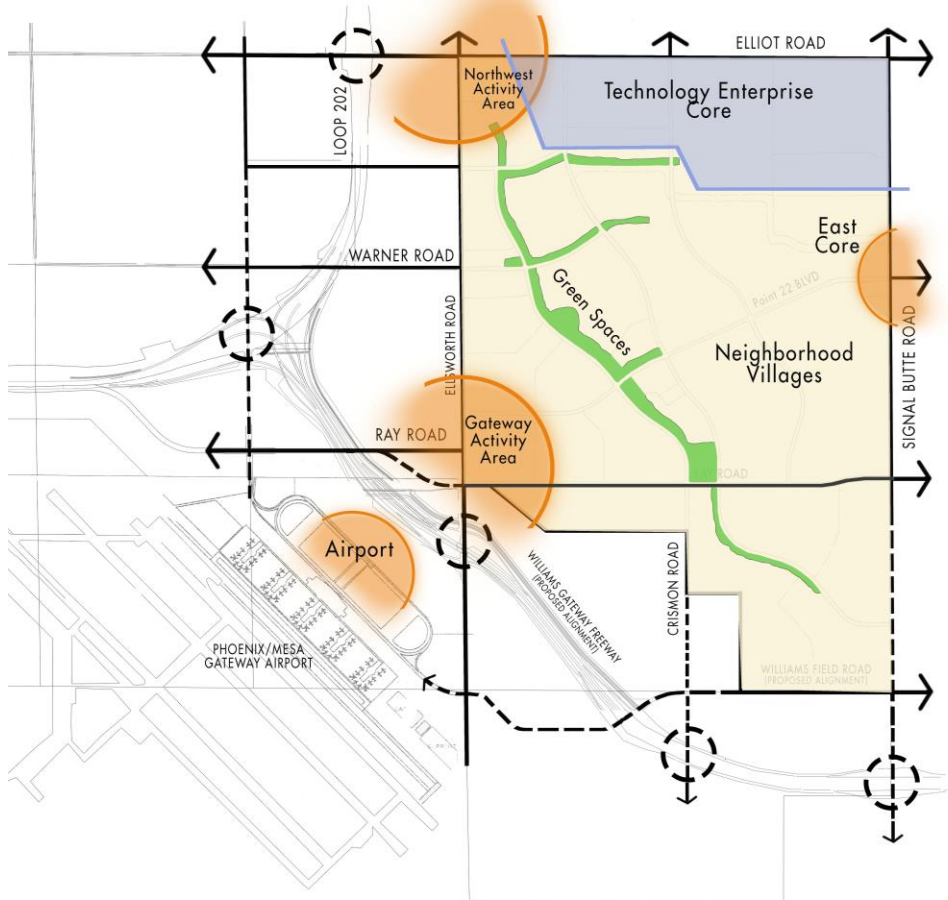 ELLIOT ROAD
Northwest
Activity
Area
Technology Enterprise
Core
LOOP 202
East
Core
WARNER ROAD
Green Spaces
Point 22 BLVD
ELLSWORTH ROAD
Neighborhood
Villages
SIGNAL BUTTE ROAD
RAY ROAD
Gateway
Activity
Area
RAY ROAD
Airport
WILLIAMS GATEWAY FREEWAY
(PROPOSED ALIGNMENT)
CRISMON ROAD
PHOENIX/MESA
GATEWAY AIRPORT
WILLIAMS FIELD ROAD
(PROPOSED ALIGNMENT)